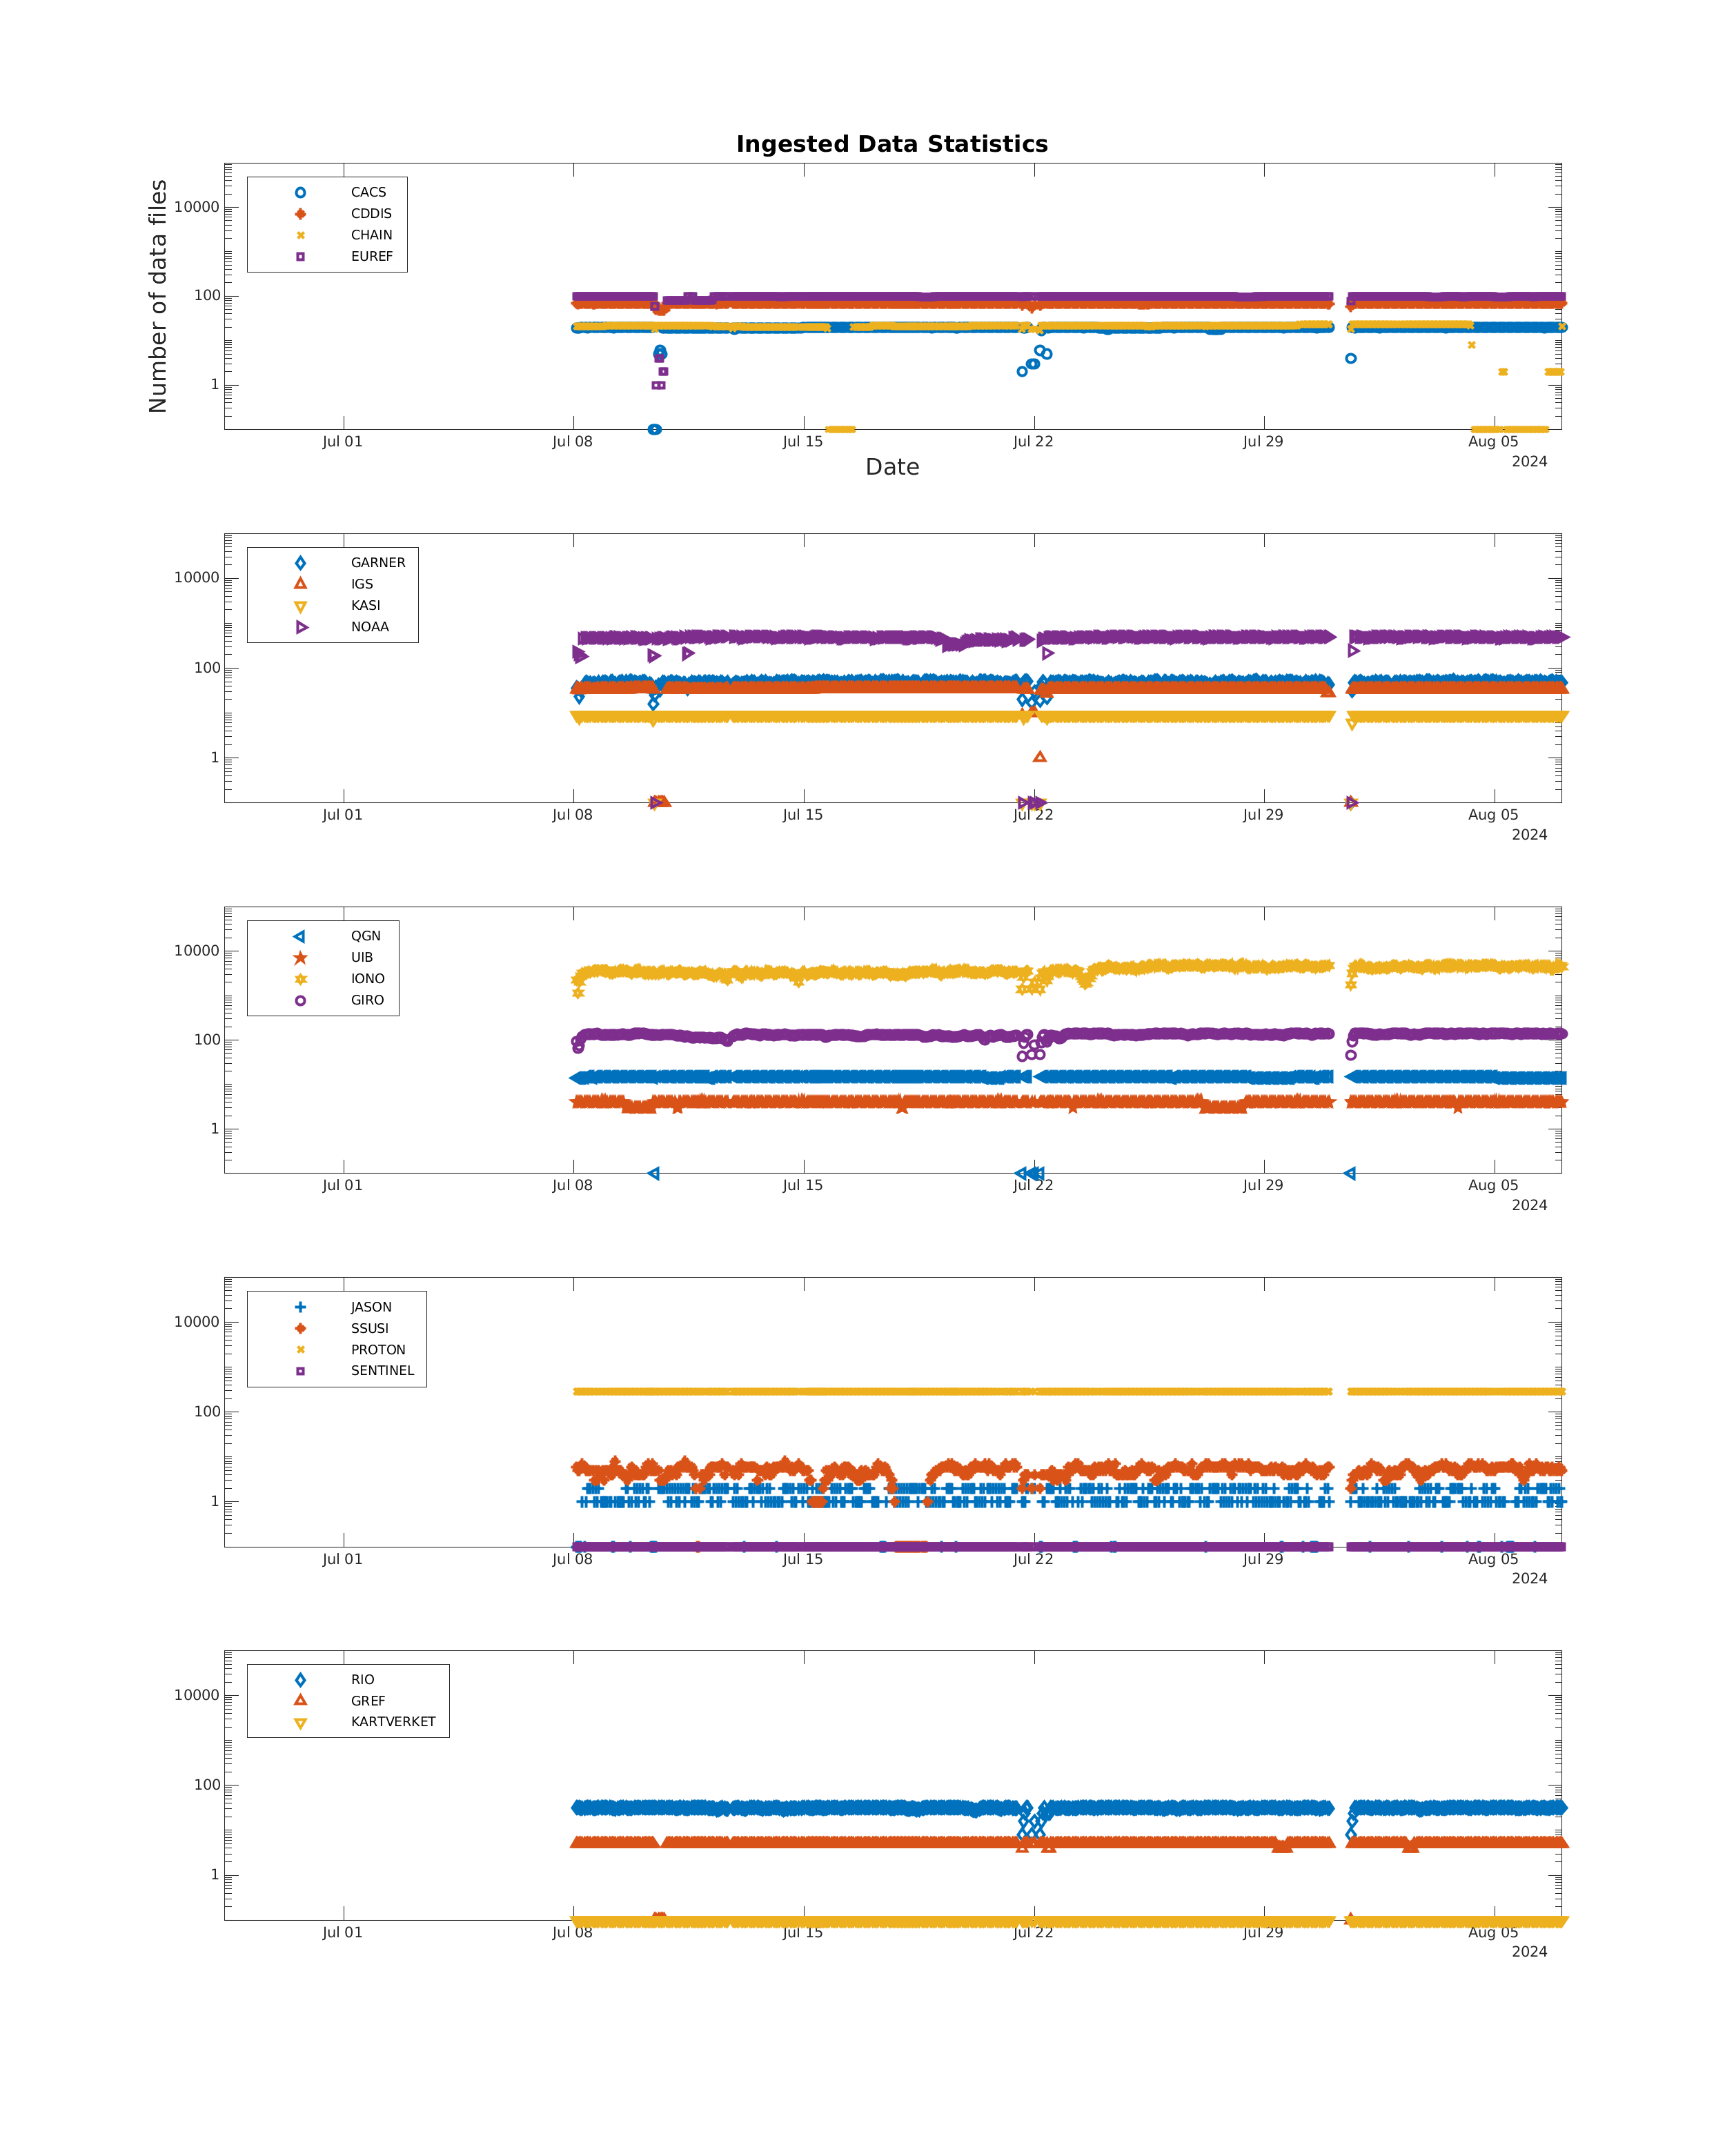 Ingested Data Statistics
Number of data files
10000
100
1
CACS
CDDIS
CHAIN
EUREF
Jul 01 Jul 08 Jul 15 Jul 22 Jul 29 Aug 05
2024
Date
10000
100
1
GARNER
IGS
KASI
NOAA
Jul 01 Jul 08 Jul 15 Jul 22 Jul 29 Aug 05
2024
10000
100
1
QGN
UIB
IONO
GIRO
Jul 01 Jul 08 Jul 15 Jul 22 Jul 29 Aug 05
2024
10000
100
1
JASON
SSUSI
PROTON
SENTINEL
Jul 01 Jul 08 Jul 15 Jul 22 Jul 29 Aug 05
2024
10000
100
1
RIO
GREF
KARTVERKET
Jul 01 Jul 08 Jul 15 Jul 22 Jul 29 Aug 05
2024